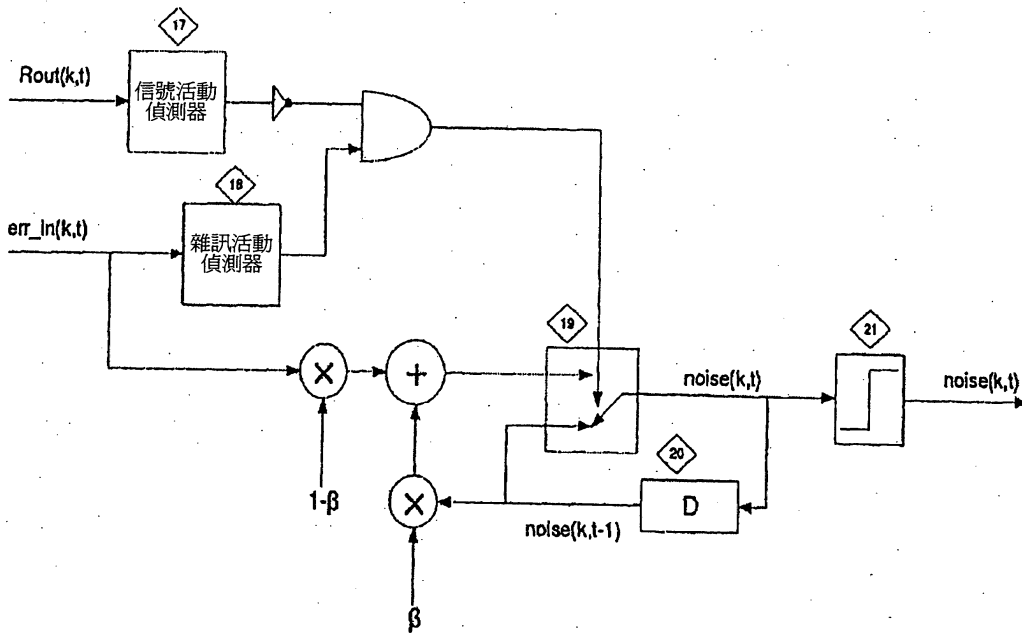 17
Rout(k,t)
信號活動
偵測器
18
err_in(k,t)
雜訊活動
偵測器
19
21
×
+
noise(k,t)
noise(k,t)
20
1-β
×
D
noise(k,t-1)
β